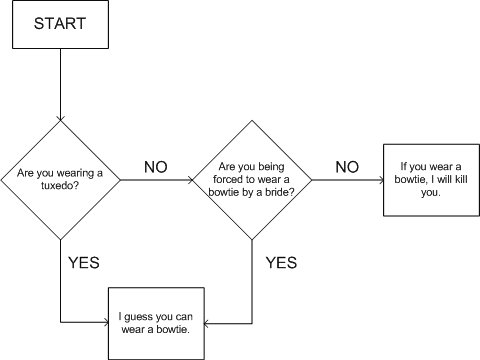 START
Are you wearing a
tuxedo?
NO
Are you being
forced to wear a
bowtie by a bride?
NO
If you wear a
bowtie, I will kill
you.
YES
YES
I guess you can
wear a bowtie.